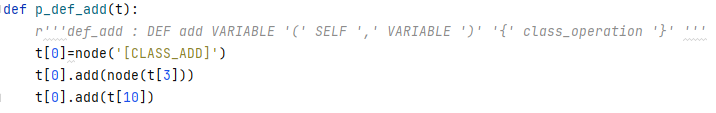 def p_def_add(t):
r'''def_add : DEF add VARIABLE '(' SELF ',' VARIABLE ')' '{' class_operation '}' '''
t[0]=node('[CLASS_ADD]')
t[0].add(node(t[3]))
t[0].add(t[10])